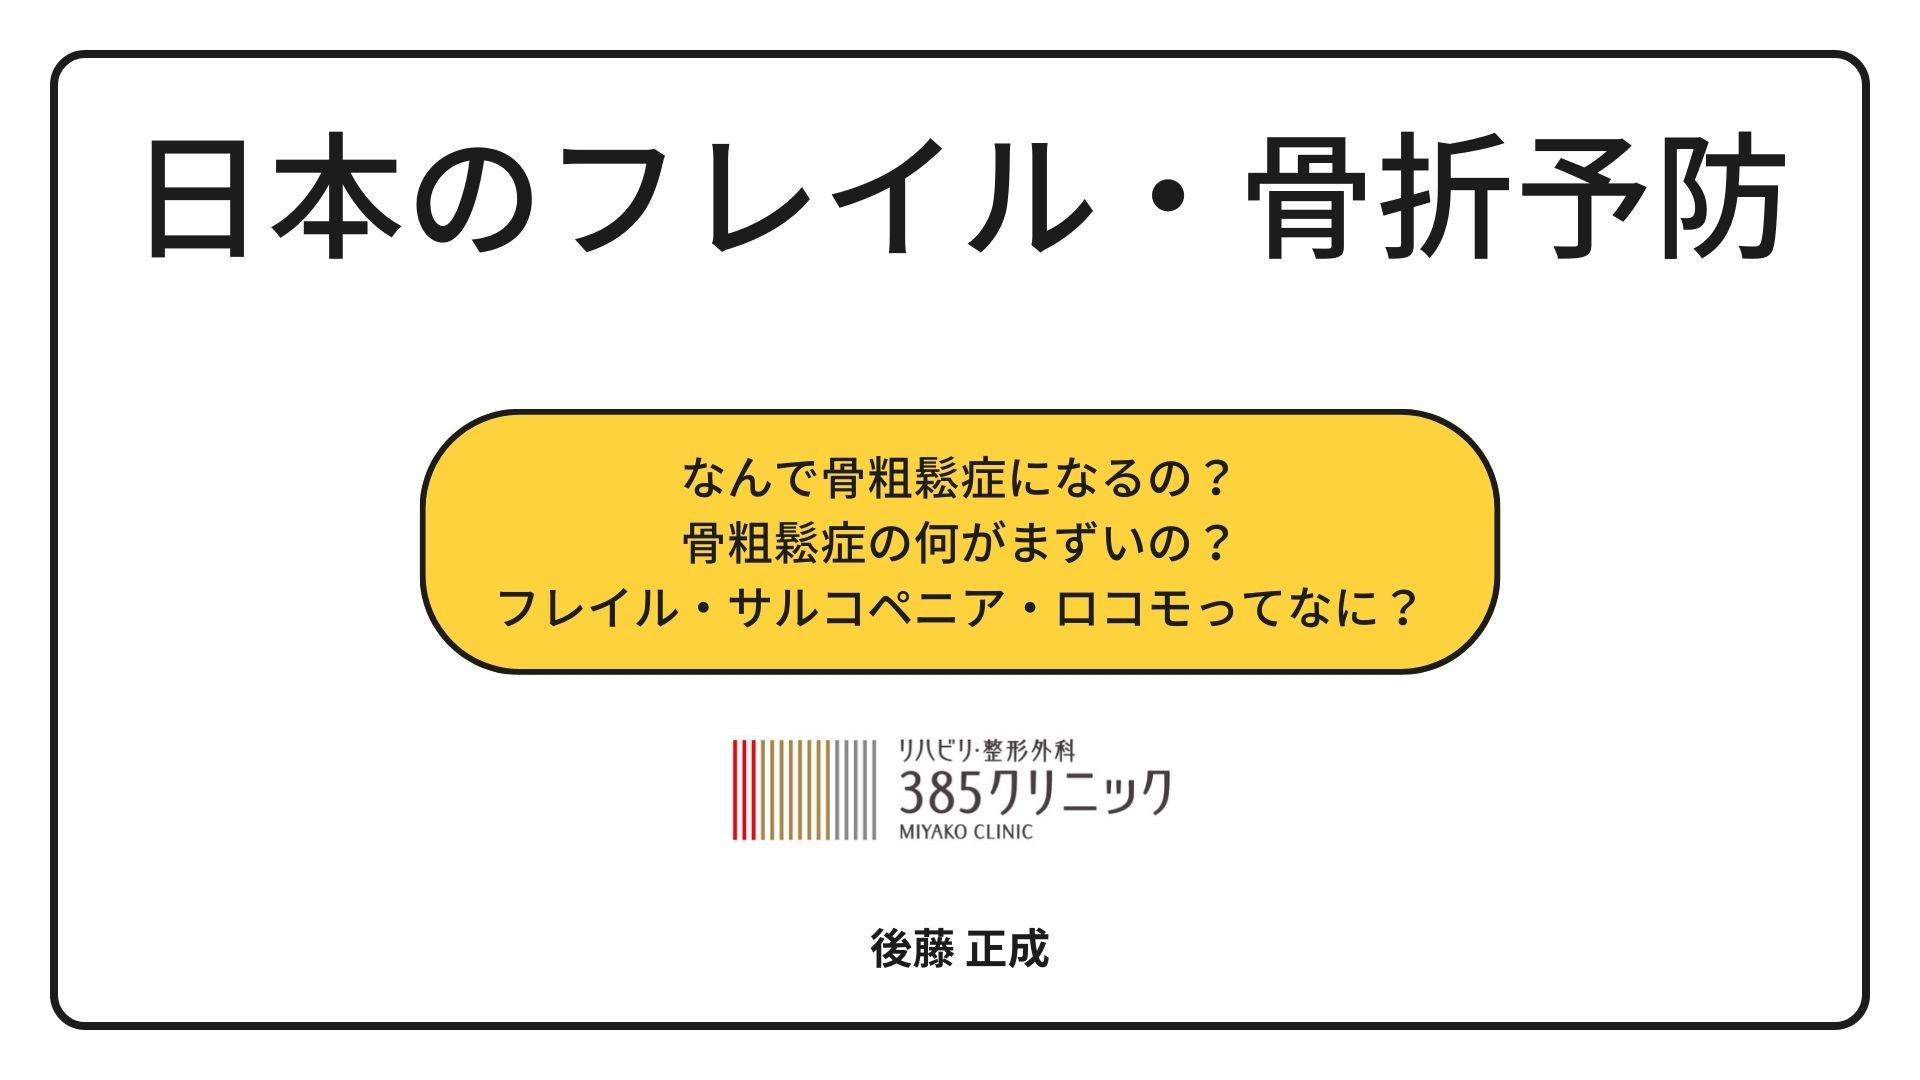 日本のフレイル・骨折予防
なんで骨粗鬆症になるの？
骨粗鬆症の何がまずいの？
フレイル・サルコペニア・ロコモってなに？
リハビリ・整形外科
385クリニック
MIYAKO CLINIC
後藤 正成